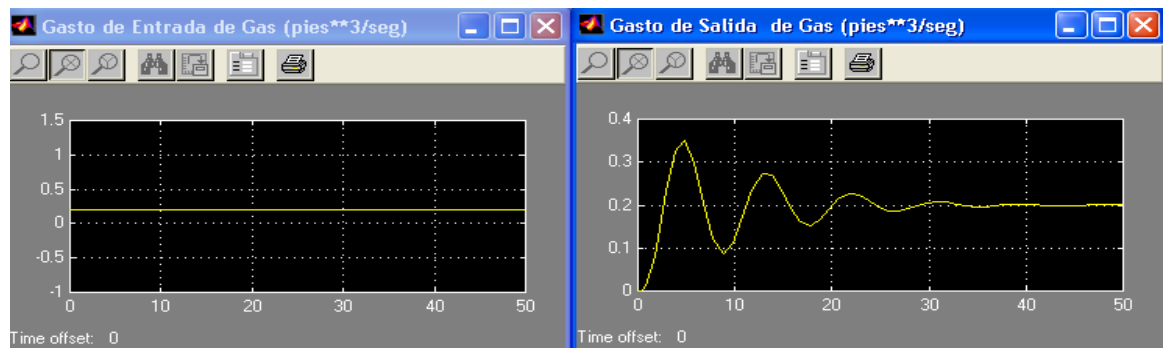 Gasto de Entrada de Gas (pies**3/seg)
1.5
1
0.5
0
-0.5
-1
0 10 20 30 40 50
Time offset: 0
Gasto de Salida de Gas (pies**3/seg)
0.4
0.3
0.2
0.1
0
0 10 20 30 40 50
Time offset: 0